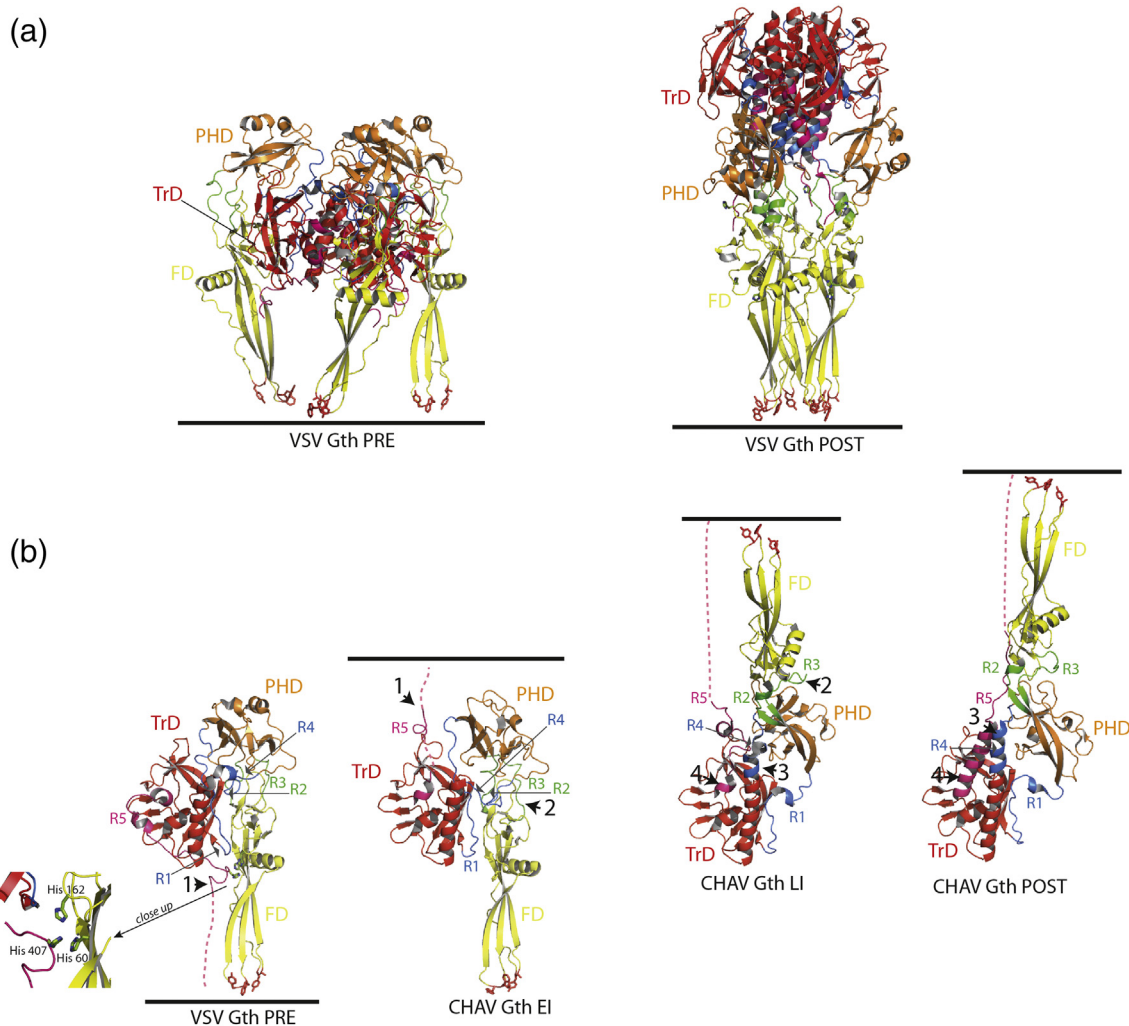 (a)
PHD
TrD
FD
VSV Gth PRE
TrD
PHD
FD
VSV Gth POST
(b)
TrD
PHD
R4
R3
R2
R5
R1
1
FD
close up
His 162
His 407
His 60
VSV Gth PRE
1
R5
PHD
R4
TrD
R3
R2
2
R1
CHAV Gth EI
FD
R3
2
R2
R5
PHD
R4
3
4
R1
TrD
CHAV Gth LI
FD
R2
R3
R5
3
PHD
R4
4
R1
TrD
CHAV Gth POST